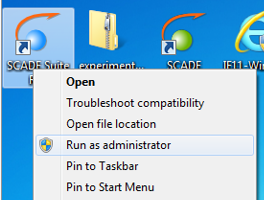 SCADE Suite
experiment...
SCADE
IE11-Win
Open
Troubleshoot compatibility
Open file location
Run as administrator
Pin to Taskbar
Pin to Start Menu